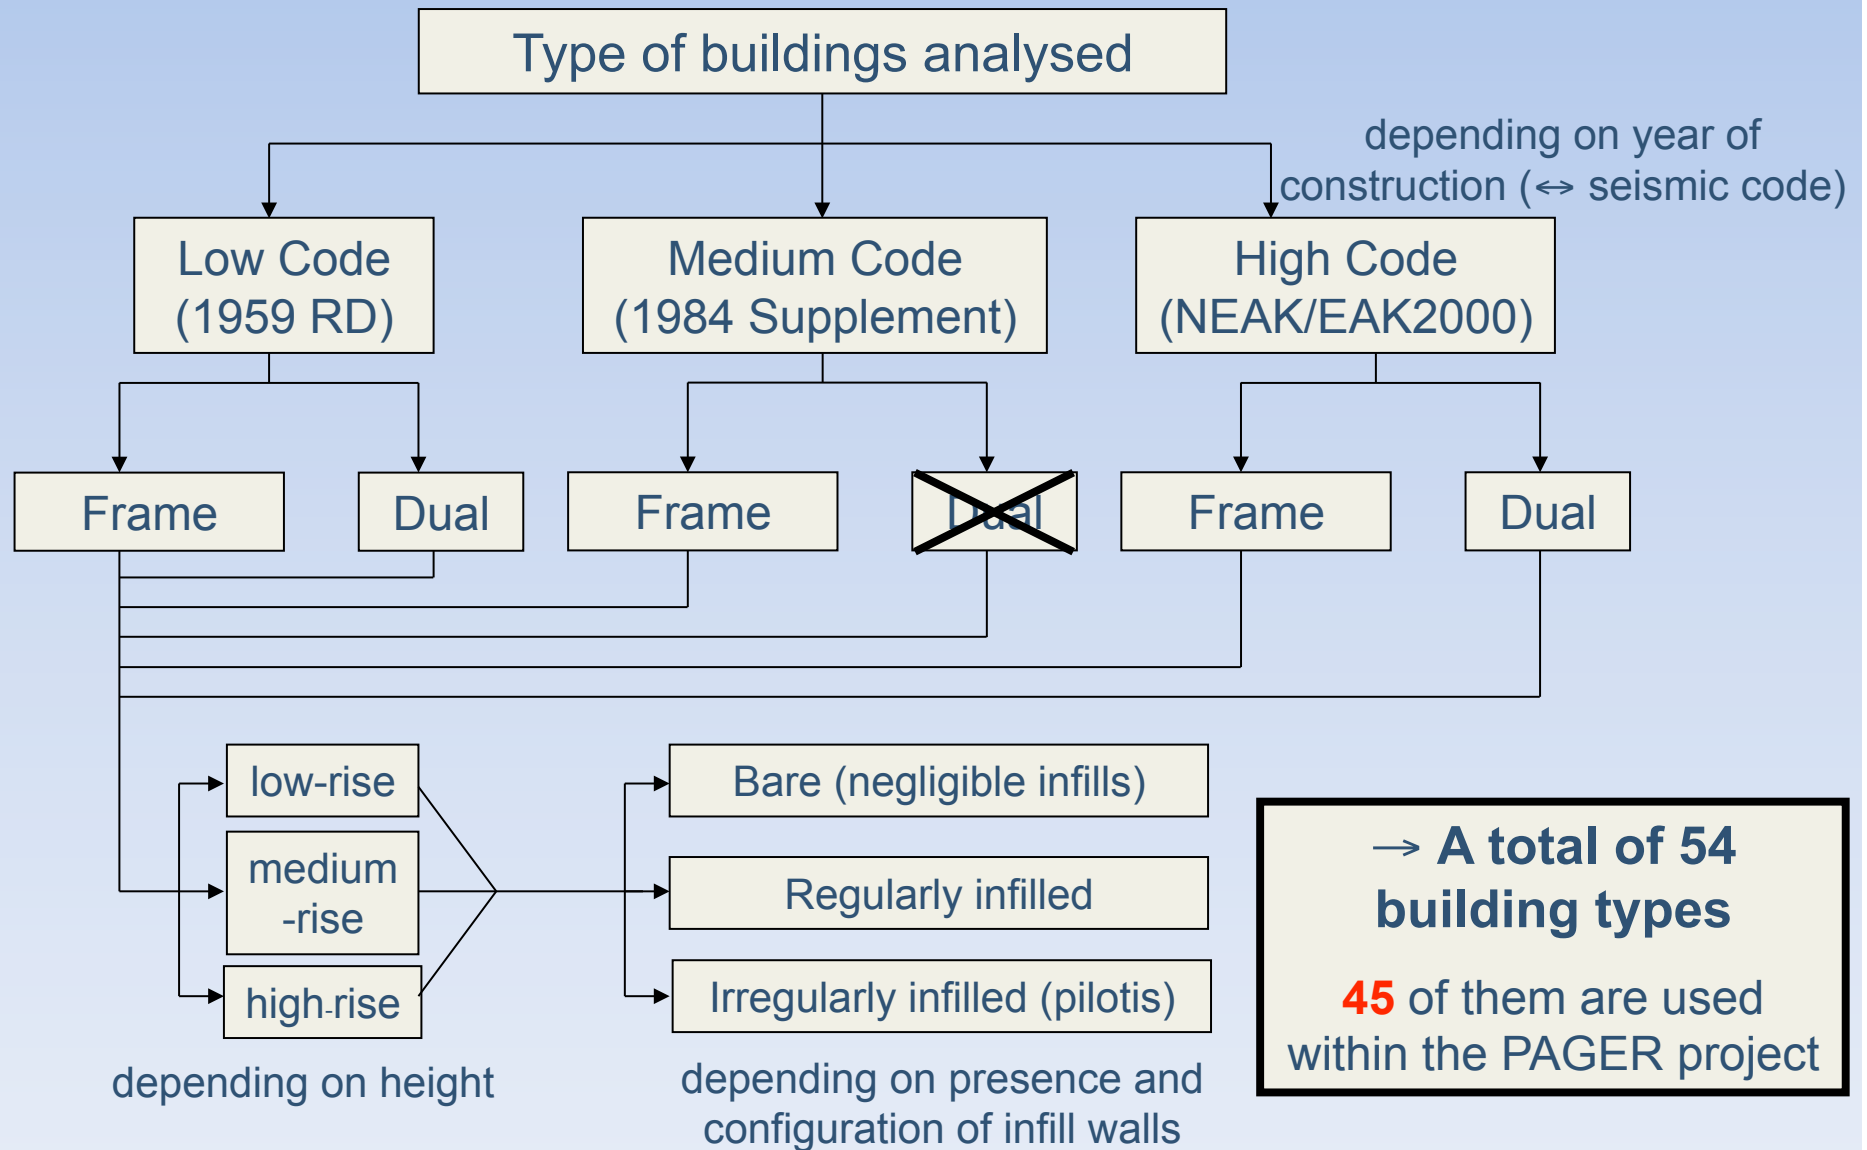 Type of buildings analysed
depending on year of
construction (↔ seismic code)
Low Code
(1959 RD)
Medium Code
(1984 Supplement)
High Code
(NEAK/EAK2000)
Frame
Dual
Frame
Dual
Frame
Dual
low-rise
medium
-rise
high-rise
depending on height
Bare (negligible infills)
Regularly infilled
Irregularly infilled (pilotis)
depending on presence and
configuration of infill walls
→ A total of 54
building types
45 of them are used
within the PAGER project